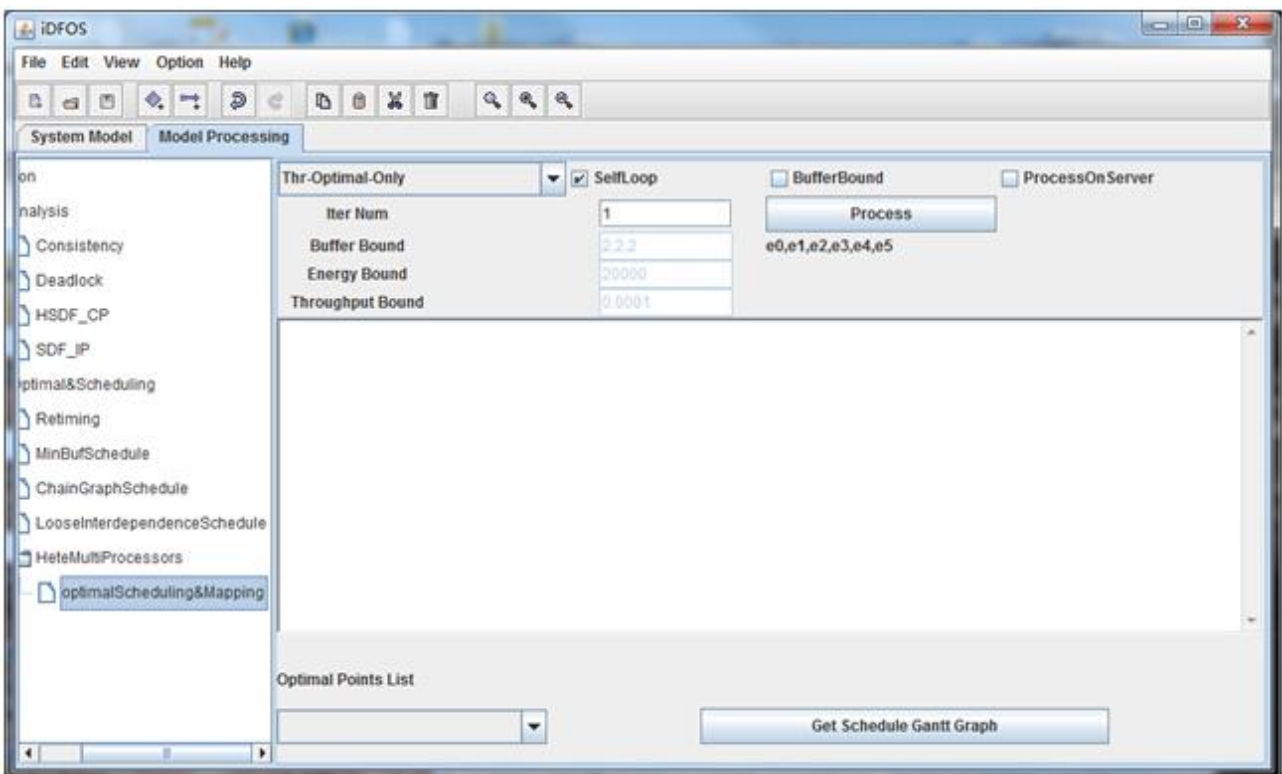 iDFOS
File Edit View Option Help
System Model Model Processing
on
nalysis
Consistency
Deadlock
HSDF_CP
SDF_IP
ptimal&Scheduling
Retiming
MinBufSchedule
ChainGraphSchedule
LooseInterdependenceSchedule
HeteMultiProcessors
optimalScheduling&Mapping
Thr-Optimal-Only SelfLoop BufferBound ProcessOnServer
Iter Num 1 Process
Buffer Bound 2,2,2 e0,e1,e2,e3,e4,e5
Energy Bound 20000
Throughput Bound 0.0001
Optimal Points List
Get Schedule Gantt Graph